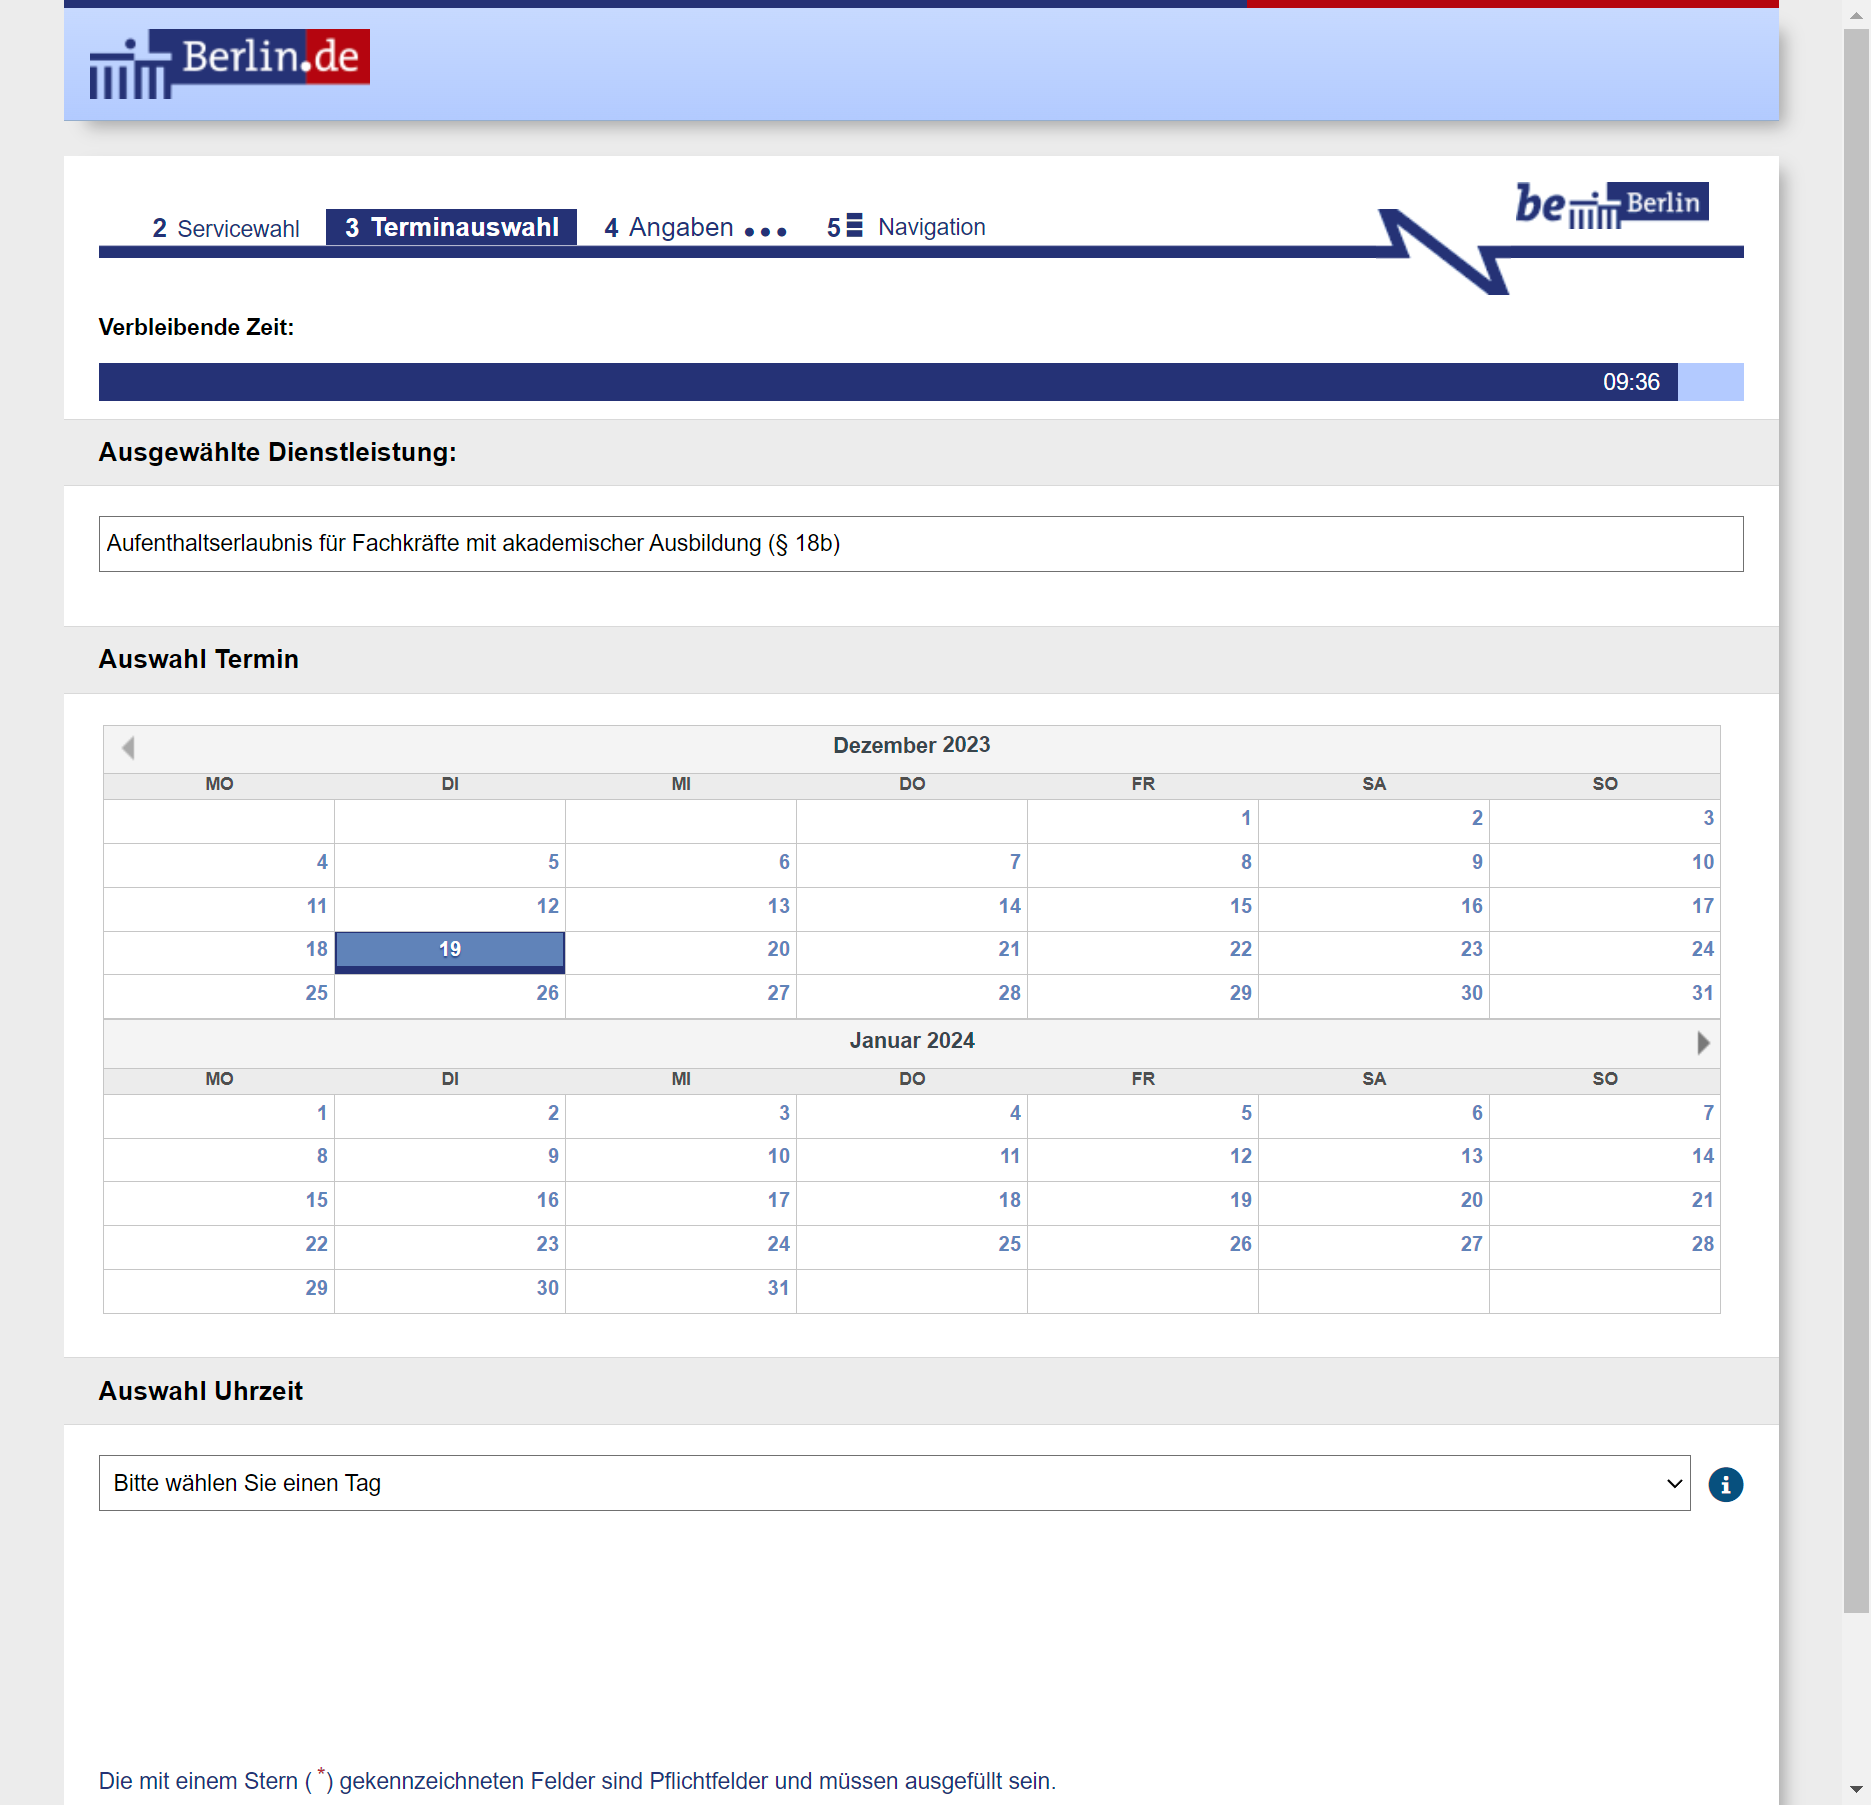 Berlin.de
be Berlin
2 Servicewahl 3 Terminauswahl 4 Angaben ... 5 Navigation
Verbleibende Zeit:
09:36
Ausgewählte Dienstleistung:
Aufenthaltserlaubnis für Fachkräfte mit akademischer Ausbildung (§ 18b)
Auswahl Termin
Dezember 2023
MO DI MI DO FR SA SO
1 2 3
4 5 6 7 8 9 10
11 12 13 14 15 16 17
18 19 20 21 22 23 24
25 26 27 28 29 30 31
Januar 2024
MO DI MI DO FR SA SO
1 2 3 4 5 6 7
8 9 10 11 12 13 14
15 16 17 18 19 20 21
22 23 24 25 26 27 28
29 30 31
Auswahl Uhrzeit
Bitte wählen Sie einen Tag
i
Die mit einem Stern ( *) gekennzeichneten Felder sind Pflichtfelder und müssen ausgefüllt sein.